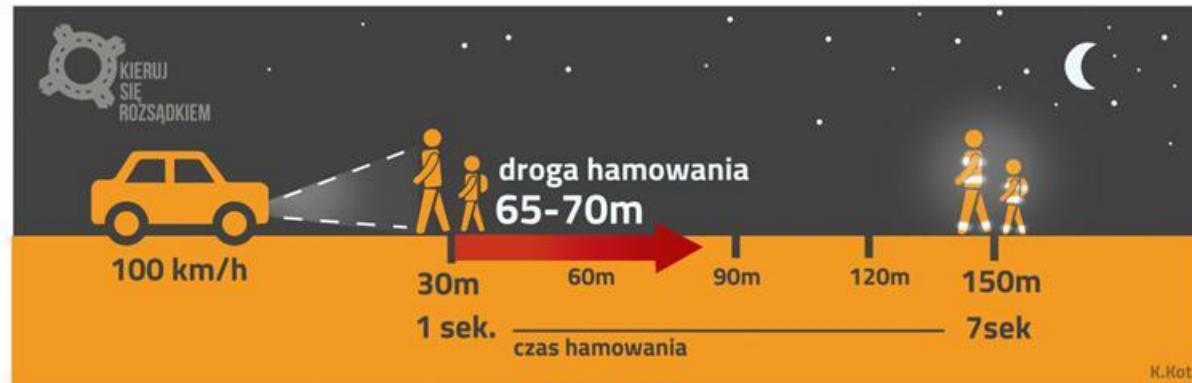 KIERUJ
SIĘ
ROZSĄDKIEM
droga hamowania
65-70m
100 km/h
30m
60m
90m
120m
150m
1 sek.
7sek
czas hamowania
K.Kot